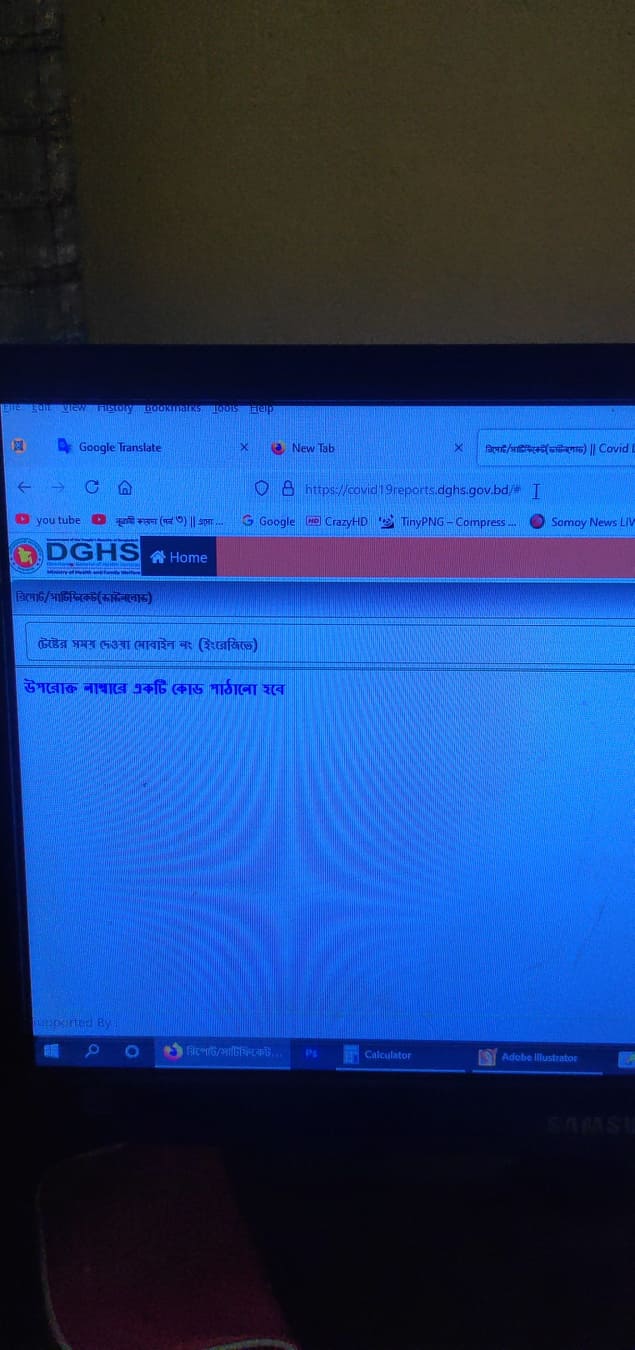 File Edit View History Bookmarks Tools Help
Google Translate New Tab রিপোর্ট/সার্টিফিকেট(ডাউনলোড) || Covid
https://covid19reports.dghs.gov.bd/#
you tube || এসো ... Google HD CrazyHD TinyPNG – Compress ... Somoy News LIV
DGHS Home
Ministry of Health and Family Welfare
রিপোর্ট/সার্টিফিকেট(ডাউনলোড)
টেষ্টের সময় দেওয়া মোবাইল নং (ইংরেজিতে)
উপরোক্ত নাম্বারে একটি কোড পাঠানো হবে
Supported By
রিপোর্ট/সার্টিফিকেট... Ps Calculator Adobe Illustrator
SAMSU